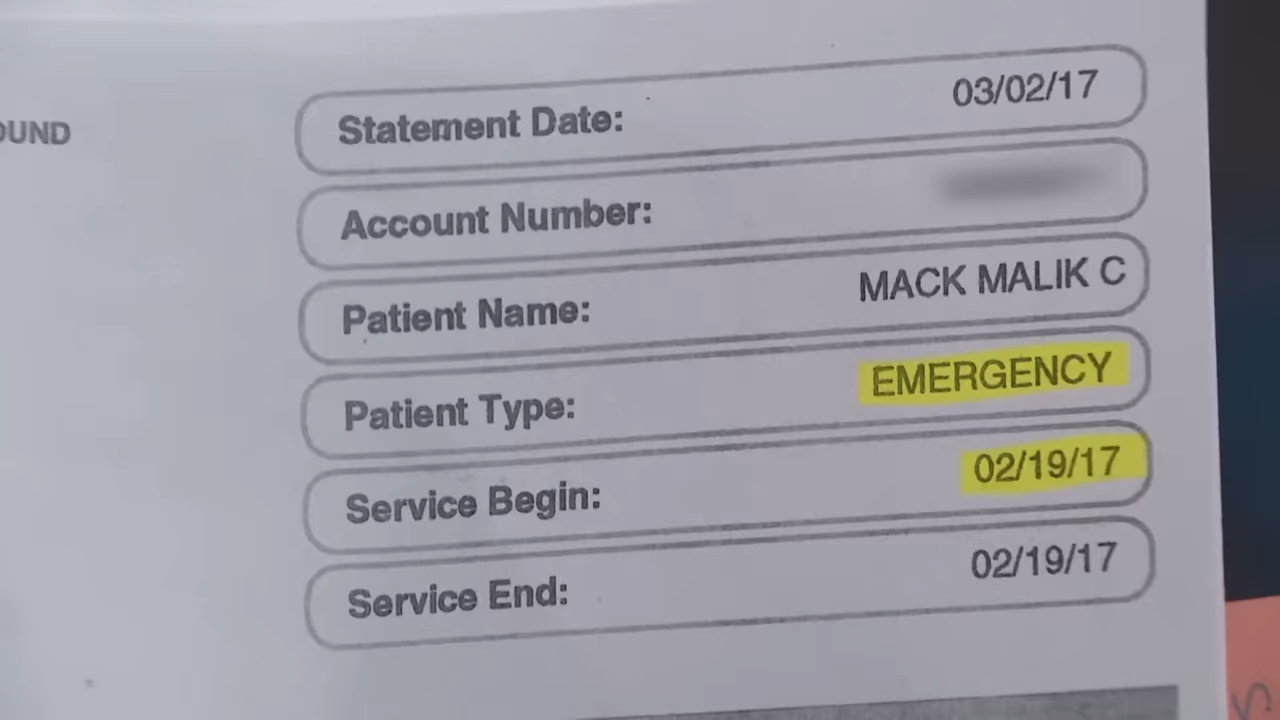 OUND
Statement Date: 03/02/17
Account Number:
Patient Name: MACK MALIK C
Patient Type: EMERGENCY
Service Begin: 02/19/17
Service End: 02/19/17